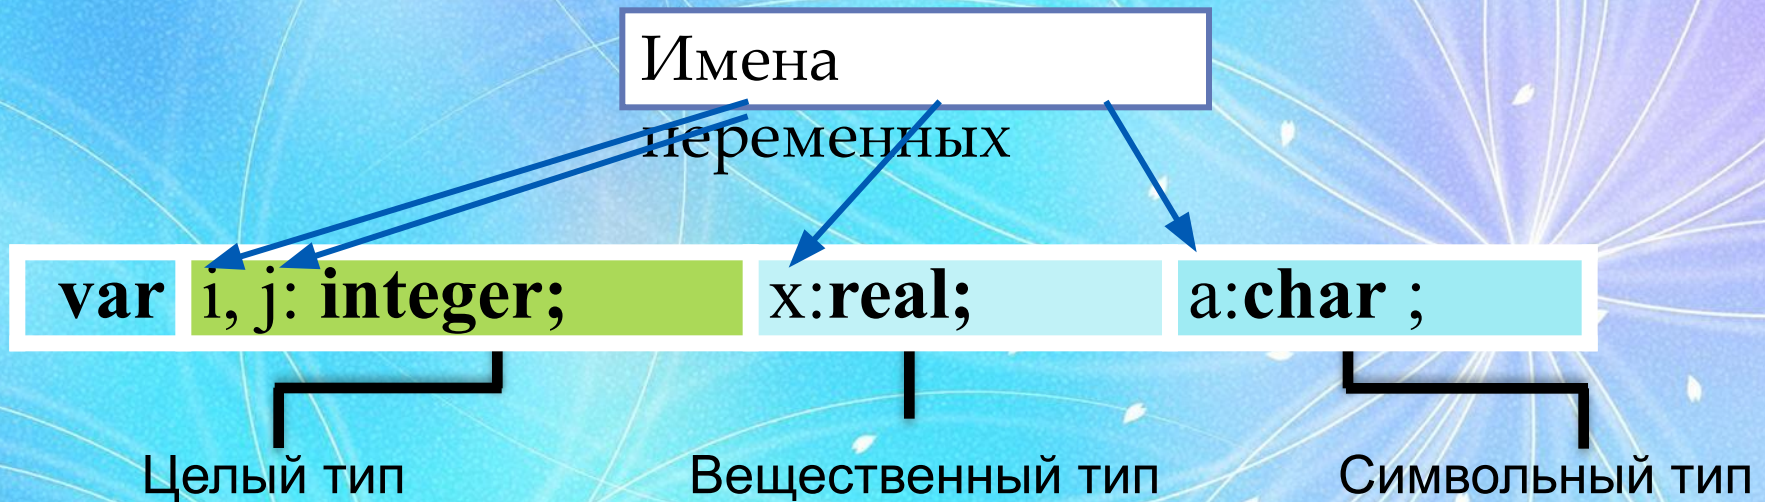 Имена
переменных
var i, j: integer; x:real; a:char ;
Целый тип Вещественный тип Символьный тип